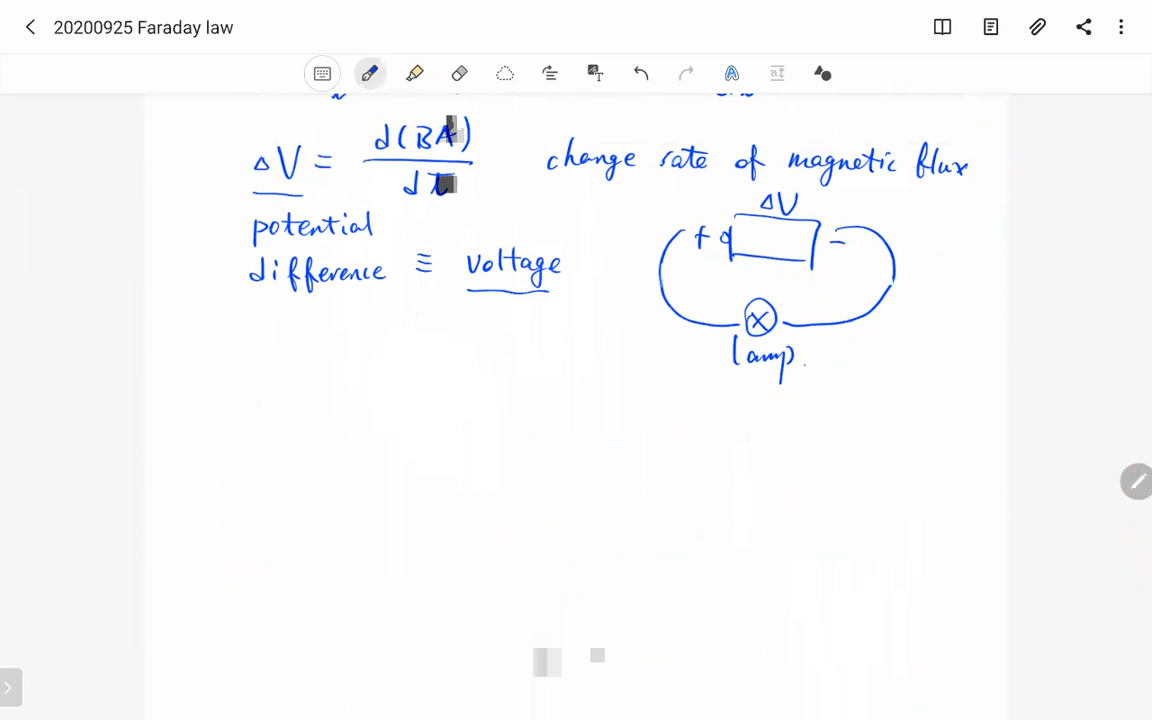 20200925 Faraday law
ΔV = d(BA)/dt change rate of magnetic flux
potential
difference ≡ voltage
ΔV
+ −
lamp.